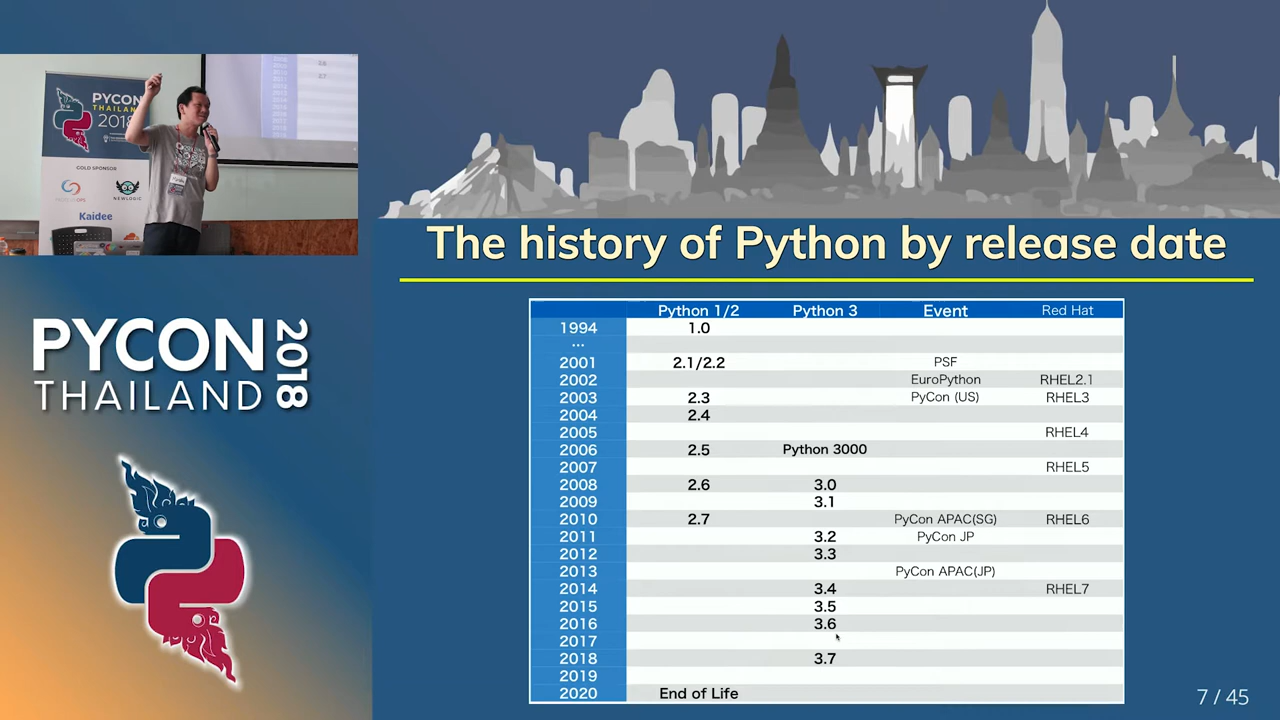 PYCON
THAILAND
2018
GOLD SPONSOR
NEWLOGIC
Kaidee
PYCON
THAILAND
2018
The history of Python by release date
Python 1/2 Python 3 Event Red Hat
1994 1.0
...
2001 2.1/2.2 PSF
2002 EuroPython RHEL2.1
2003 2.3 PyCon (US) RHEL3
2004 2.4
2005 RHEL4
2006 2.5 Python 3000
2007 RHEL5
2008 2.6 3.0
2009 3.1
2010 2.7 PyCon APAC(SG) RHEL6
2011 3.2 PyCon JP
2012 3.3
2013 PyCon APAC(JP)
2014 3.4 RHEL7
2015 3.5
2016 3.6
2017
2018 3.7
2019
2020 End of Life
7 / 45